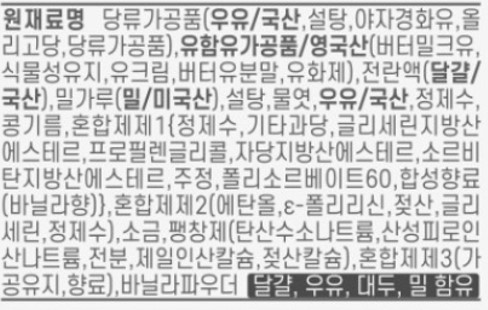 원재료명 당류가공품(우유/국산,설탕,야자경화유,올
리고당,당류가공품),유함유가공품/영국산(버터밀크유,
식물성유지,유크림,버터유분말,유화제),전란액(달걀/
국산),밀가루(밀/미국산),설탕,물엿,우유/국산,정제수,
콩기름,혼합제제1{정제수,기타과당,글리세린지방산
에스테르,프로필렌글리콜,자당지방산에스테르,소르비
탄지방산에스테르,주정,폴리소르베이트60,합성향료
(바닐라향)},혼합제제2(에탄올,ε-폴리리신,젖산,글리
세린,정제수),소금,팽창제(탄산수소나트륨,산성피로인
산나트륨,전분,제일인산칼슘,젖산칼슘),혼합제제3(가
공유지,향료),바닐라파우더 달걀, 우유, 대두, 밀 함유